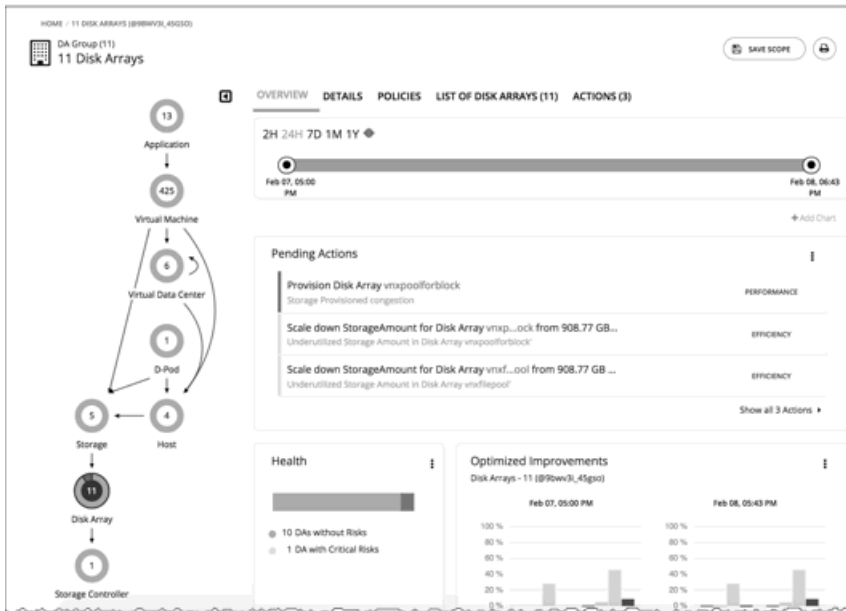 HOME / 11 DISK ARRAYS (@9BWV3I_45GSO)
DA Group (11)
11 Disk Arrays
SAVE SCOPE
OVERVIEW DETAILS POLICIES LIST OF DISK ARRAYS (11) ACTIONS (3)
13
Application
425
Virtual Machine
6
Virtual Data Center
1
D-Pod
5
Storage
4
Host
11
Disk Array
1
Storage Controller
2H 24H 7D 1M 1Y
Feb 07, 05:00
PM
Feb 08, 06:43
PM
+ Add Chart
Pending Actions
Provision Disk Array vnxpoolforblock
Storage Provisioned congestion
PERFORMANCE
Scale down StorageAmount for Disk Array vnxp...ock from 908.77 GB...
Underutilized Storage Amount in Disk Array vnxpoolforblock'
EFFICIENCY
Scale down StorageAmount for Disk Array vnxf...ool from 908.77 GB ...
Underutilized Storage Amount in Disk Array vnxfilepool'
EFFICIENCY
Show all 3 Actions
Health
10 DAs without Risks
1 DA with Critical Risks
Optimized Improvements
Disk Arrays - 11 (@9bwv3i_45gso)
Feb 07, 05:00 PM
100 %
80 %
60 %
40 %
20 %
Feb 08, 05:43 PM
100 %
80 %
60 %
40 %
20 %